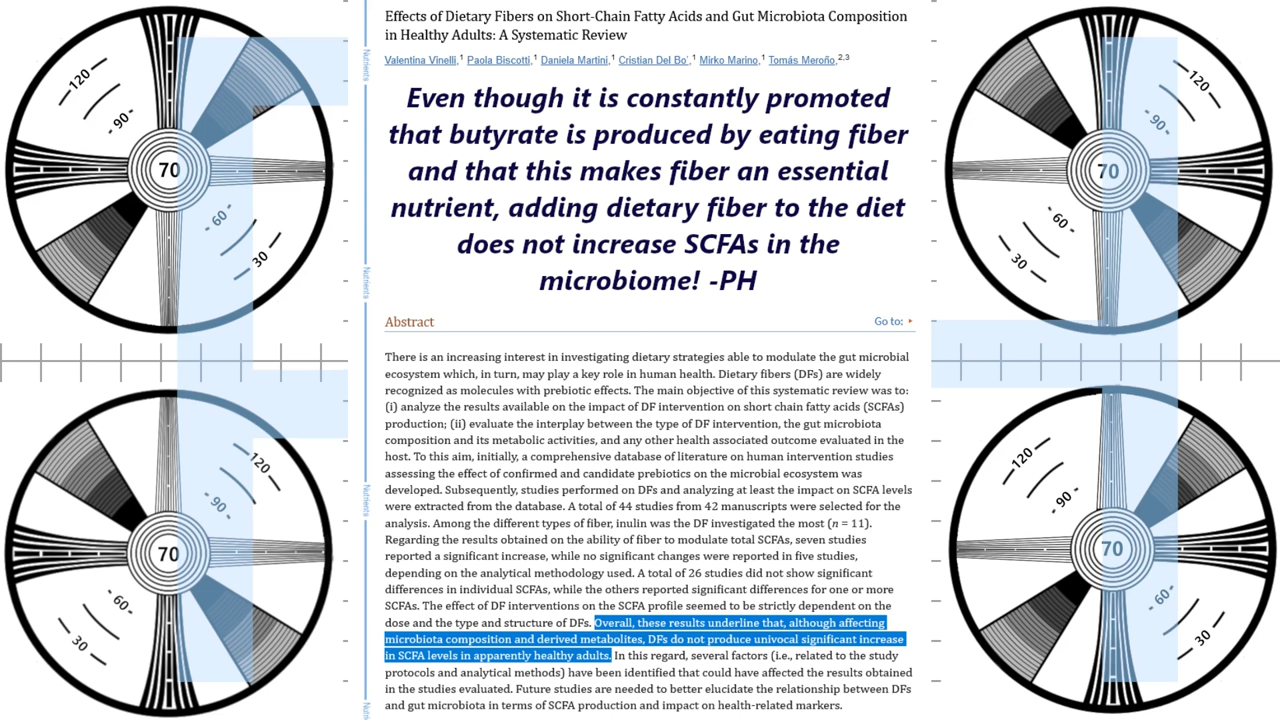 Effects of Dietary Fibers on Short-Chain Fatty Acids and Gut Microbiota Composition
in Healthy Adults: A Systematic Review
Valentina Vinelli,1 Paola Biscotti,1 Daniela Martini,1 Cristian Del Bo’,1 Mirko Marino,1 Tomás Meroño,2,3
Even though it is constantly promoted
that butyrate is produced by eating fiber
and that this makes fiber an essential
nutrient, adding dietary fiber to the diet
does not increase SCFAs in the
microbiome! -PH
Abstract
Go to: ▸
There is an increasing interest in investigating dietary strategies able to modulate the gut microbial
ecosystem which, in turn, may play a key role in human health. Dietary fibers (DFs) are widely
recognized as molecules with prebiotic effects. The main objective of this systematic review was to:
(i) analyze the results available on the impact of DF intervention on short chain fatty acids (SCFAs)
production; (ii) evaluate the interplay between the type of DF intervention, the gut microbiota
composition and its metabolic activities, and any other health associated outcome evaluated in the
host. To this aim, initially, a comprehensive database of literature on human intervention studies
assessing the effect of confirmed and candidate prebiotics on the microbial ecosystem was
developed. Subsequently, studies performed on DFs and analyzing at least the impact on SCFA levels
were extracted from the database. A total of 44 studies from 42 manuscripts were selected for the
analysis. Among the different types of fiber, inulin was the DF investigated the most (n = 11).
Regarding the results obtained on the ability of fiber to modulate total SCFAs, seven studies
reported a significant increase, while no significant changes were reported in five studies,
depending on the analytical methodology used. A total of 26 studies did not show significant
differences in individual SCFAs, while the others reported significant differences for one or more
SCFAs. The effect of DF interventions on the SCFA profile seemed to be strictly dependent on the
dose and the type and structure of DFs. Overall, these results underline that, although affecting
microbiota composition and derived metabolites, DFs do not produce univocal significant increase
in SCFA levels in apparently healthy adults. In this regard, several factors (i.e., related to the study
protocols and analytical methods) have been identified that could have affected the results obtained
in the studies evaluated. Future studies are needed to better elucidate the relationship between DFs
and gut microbiota in terms of SCFA production and impact on health-related markers.
Nutrients
Nutrients
Nutrients
Nutrients
120
- 90 -
70
- 60 -
30
120
- 90 -
70
- 60 -
30
120
- 90 -
70
- 60 -
30
120
- 90 -
70
- 60 -
30